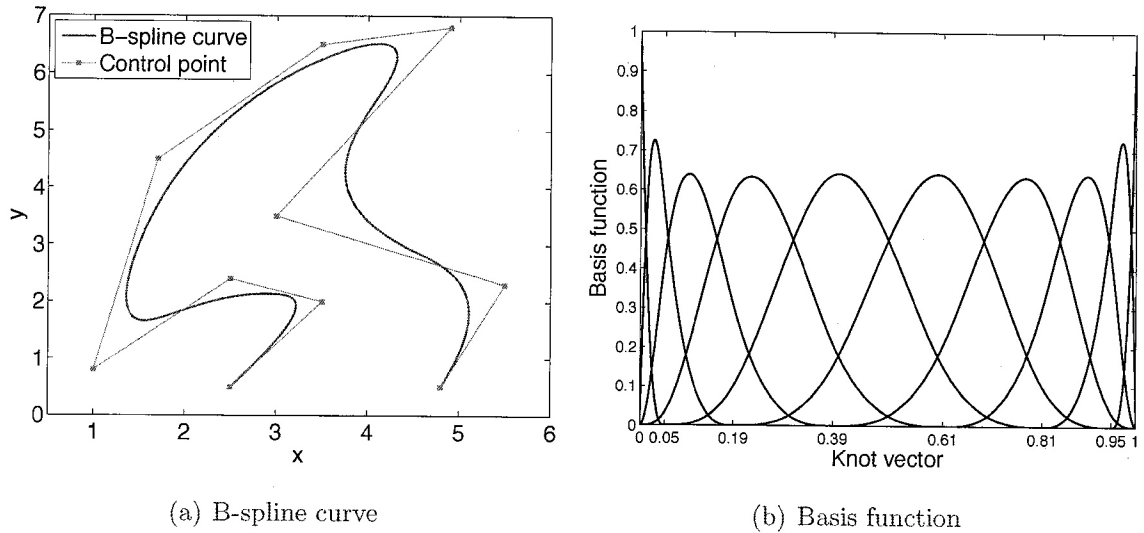 7
6
5
4
3
2
1
0
y
B-spline curve
Control point
1 2 3 4 5 6
x
(a) B-spline curve
1
0.9
0.8
0.7
0.6
0.5
0.4
0.3
0.2
0.1
0
Basis function
0 0.05 0.19 0.39 0.61 0.81 0.95 1
Knot vector
(b) Basis function